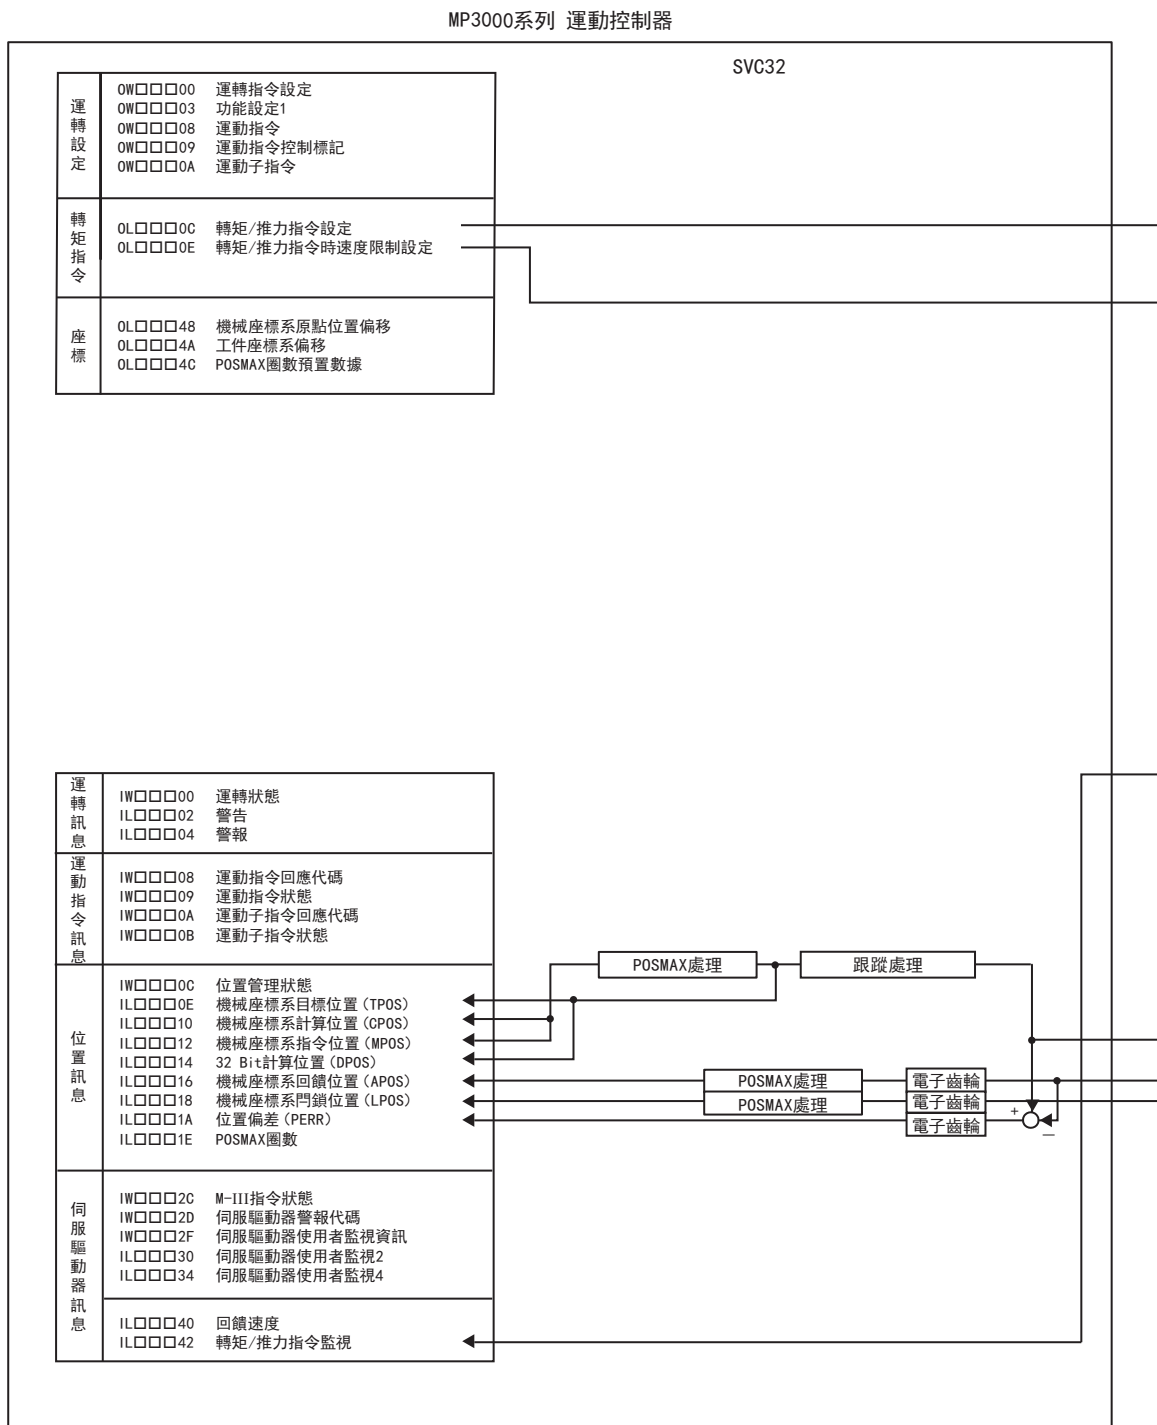 MP3000系列 運動控制器
SVC32
運轉設定
OW□□□00 運轉指令設定
OW□□□03 功能設定1
OW□□□08 運動指令
OW□□□09 運動指令控制標記
OW□□□0A 運動子指令
轉矩指令
OL□□□0C 轉矩/推力指令設定
OL□□□0E 轉矩/推力指令時速度限制設定
座標
OL□□□48 機械座標系原點位置偏移
OL□□□4A 工件座標系偏移
OL□□□4C POSMAX圈數預置數據
運轉訊息
IW□□□00 運轉狀態
IL□□□02 警告
IL□□□04 警報
運動指令訊息
IW□□□08 運動指令回應代碼
IW□□□09 運動指令狀態
IW□□□0A 運動子指令回應代碼
IW□□□0B 運動子指令狀態
POSMAX處理 跟蹤處理
位置訊息
IW□□□0C 位置管理狀態
IL□□□0E 機械座標系目標位置(TPOS)
IL□□□10 機械座標系計算位置(CPOS)
IL□□□12 機械座標系指令位置(MPOS)
IL□□□14 32 Bit計算位置(DPOS)
IL□□□16 機械座標系回饋位置(APOS) POSMAX處理 電子齒輪
IL□□□18 機械座標系門鎖位置(LPOS) POSMAX處理 電子齒輪
IL□□□1A 位置偏差(PERR) 電子齒輪 + −
IL□□□1E POSMAX圈數
伺服驅動器訊息
IW□□□2C M-III指令狀態
IW□□□2D 伺服驅動器警報代碼
IW□□□2F 伺服驅動器使用者監視資訊
IL□□□30 伺服驅動器使用者監視2
IL□□□34 伺服驅動器使用者監視4
IL□□□40 回饋速度
IL□□□42 轉矩/推力指令監視